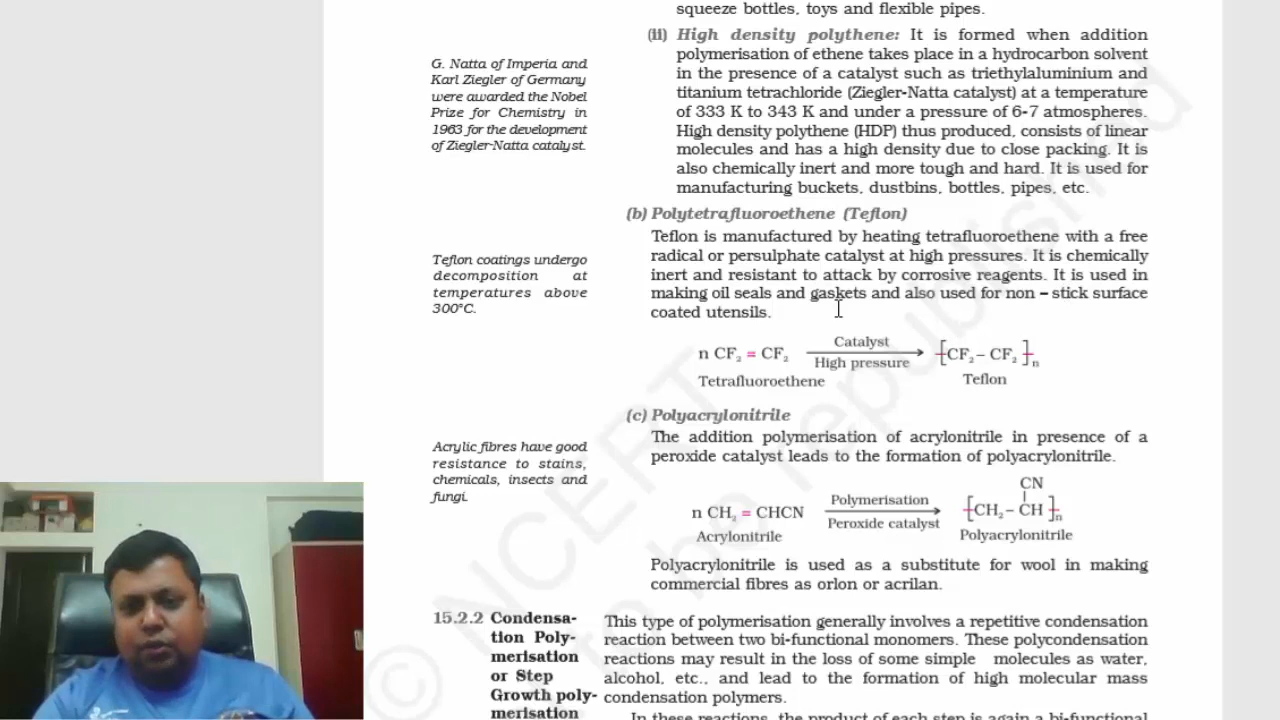 squeeze bottles, toys and flexible pipes.
(ii) High density polythene: It is formed when addition
polymerisation of ethene takes place in a hydrocarbon solvent
in the presence of a catalyst such as triethylaluminium and
titanium tetrachloride (Ziegler-Natta catalyst) at a temperature
of 333 K to 343 K and under a pressure of 6-7 atmospheres.
High density polythene (HDP) thus produced, consists of linear
molecules and has a high density due to close packing. It is
also chemically inert and more tough and hard. It is used for
manufacturing buckets, dustbins, bottles, pipes, etc.
G. Natta of Imperia and
Karl Ziegler of Germany
were awarded the Nobel
Prize for Chemistry in
1963 for the development
of Ziegler-Natta catalyst.
(b) Polytetrafluoroethene (Teflon)
Teflon is manufactured by heating tetrafluoroethene with a free
radical or persulphate catalyst at high pressures. It is chemically
inert and resistant to attack by corrosive reagents. It is used in
making oil seals and gaskets and also used for non – stick surface
coated utensils.
Teflon coatings undergo
decomposition at
temperatures above
300°C.
n CF₂ = CF₂ Catalyst High pressure [CF₂ – CF₂]n
Tetrafluoroethene Teflon
(c) Polyacrylonitrile
The addition polymerisation of acrylonitrile in presence of a
peroxide catalyst leads to the formation of polyacrylonitrile.
Acrylic fibres have good
resistance to stains,
chemicals, insects and
fungi.
CN
n CH₂ = CHCN Polymerisation Peroxide catalyst [CH₂ – CH]n
Acrylonitrile Polyacrylonitrile
Polyacrylonitrile is used as a substitute for wool in making
commercial fibres as orlon or acrilan.
15.2.2 Condensa-
tion Poly-
merisation
or Step
Growth poly-
merisation
This type of polymerisation generally involves a repetitive condensation
reaction between two bi-functional monomers. These polycondensation
reactions may result in the loss of some simple molecules as water,
alcohol, etc., and lead to the formation of high molecular mass
condensation polymers.
In these reactions, the product of each step is again a bi-functional
© NCERT
to be republished